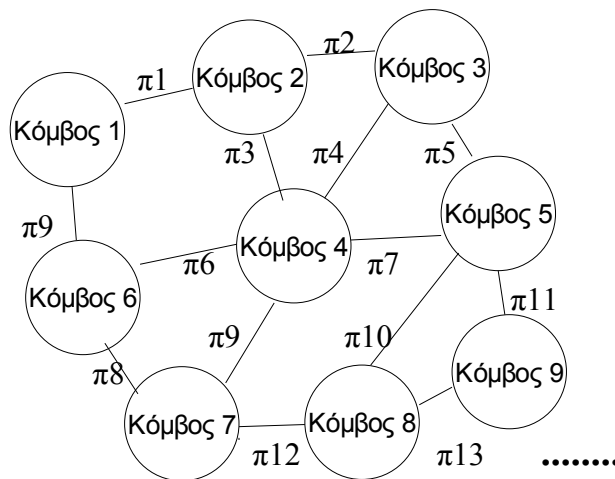 π2
Κόμβος 3
Κόμβος 2
π1
Κόμβος 1
π3
π4
π5
Κόμβος 5
π9
Κόμβος 4
π6
π7
Κόμβος 6
π11
π9
π10
π8
Κόμβος 9
Κόμβος 7
Κόμβος 8
π12
π13
........